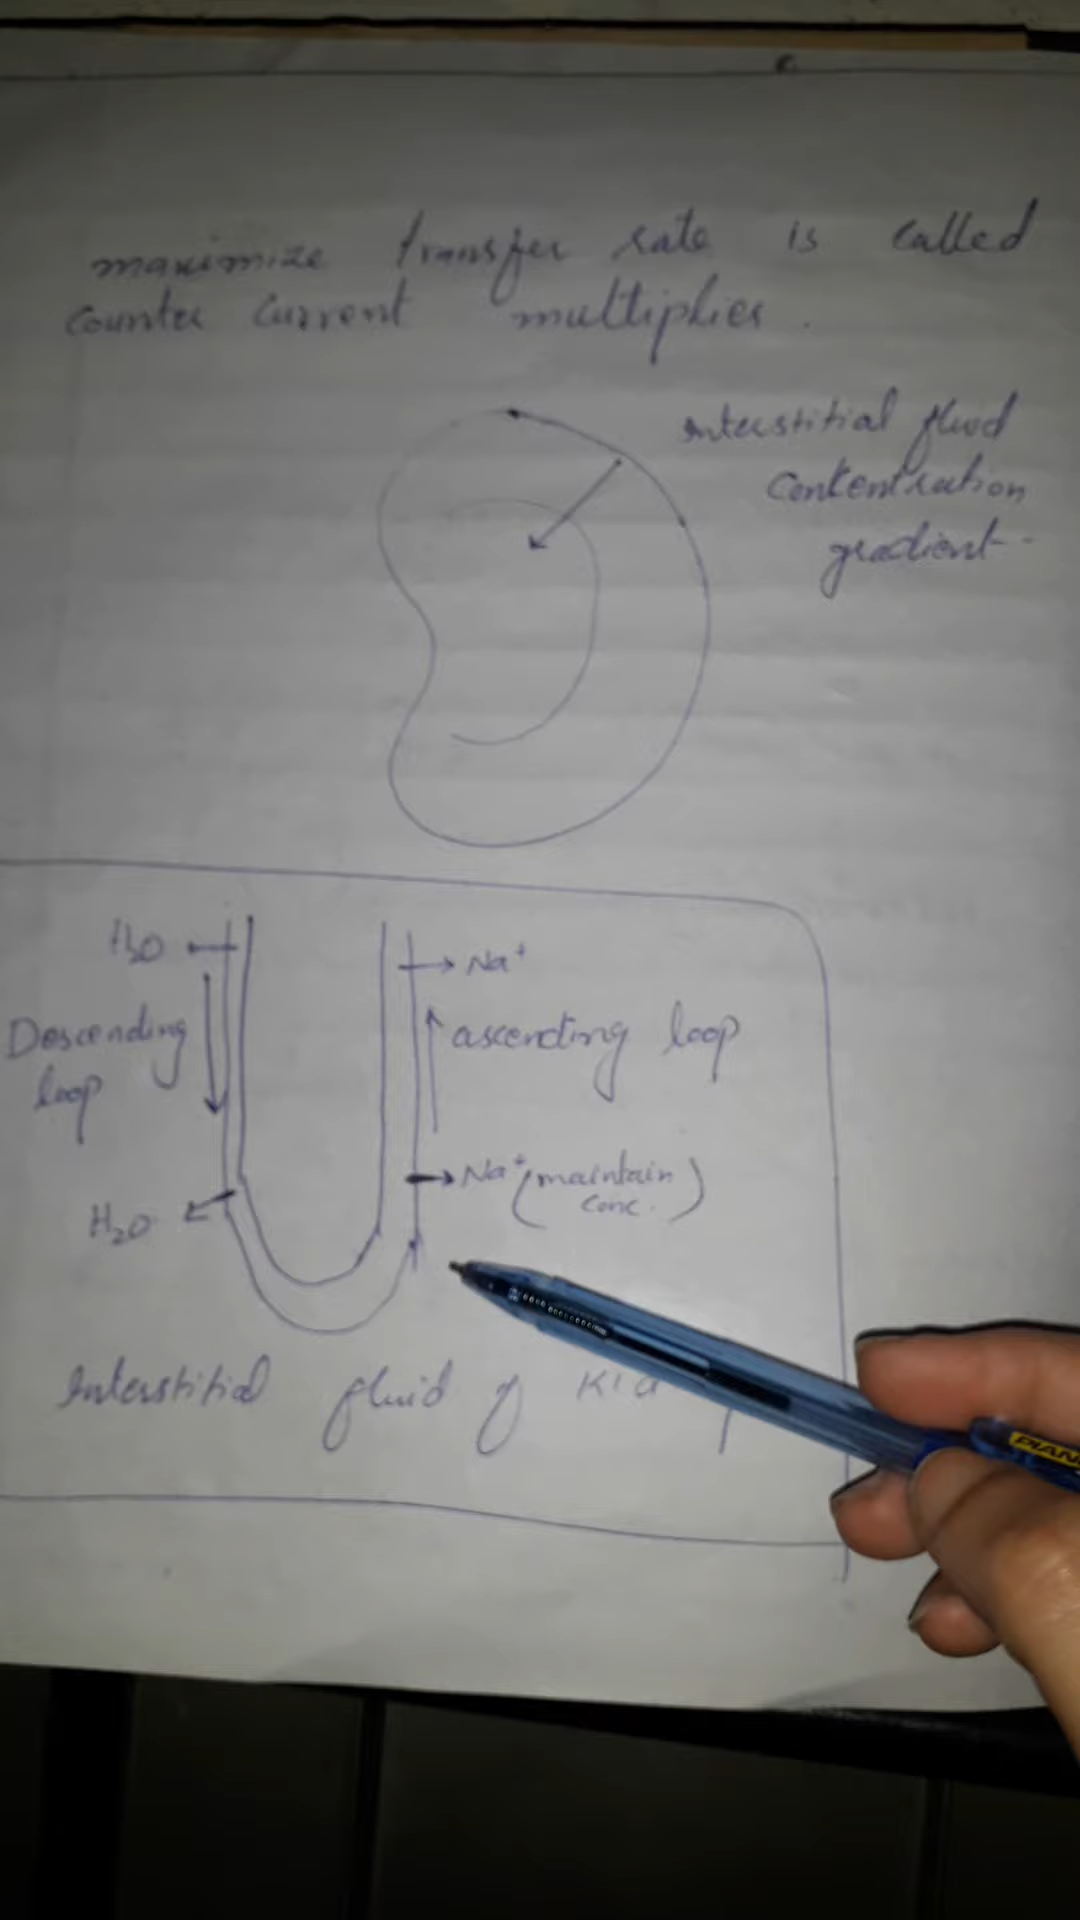 maximize transfer rate is called
counter current multiplier.
interstitial fluid
concentration
gradient
H2O
Na+
Descending
loop
ascending loop
Na+ (maintain
conc.)
H2O
Interstitial fluid of
PIAN